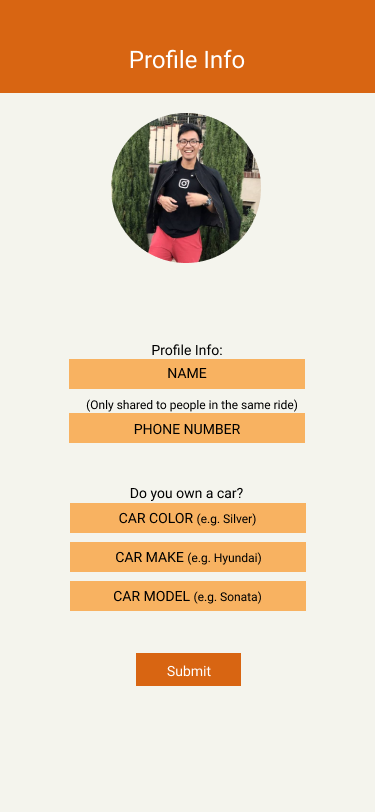 Profile Info
Profile Info:
NAME
(Only shared to people in the same ride)
PHONE NUMBER
Do you own a car?
CAR COLOR (e.g. Silver)
CAR MAKE (e.g. Hyundai)
CAR MODEL (e.g. Sonata)
Submit